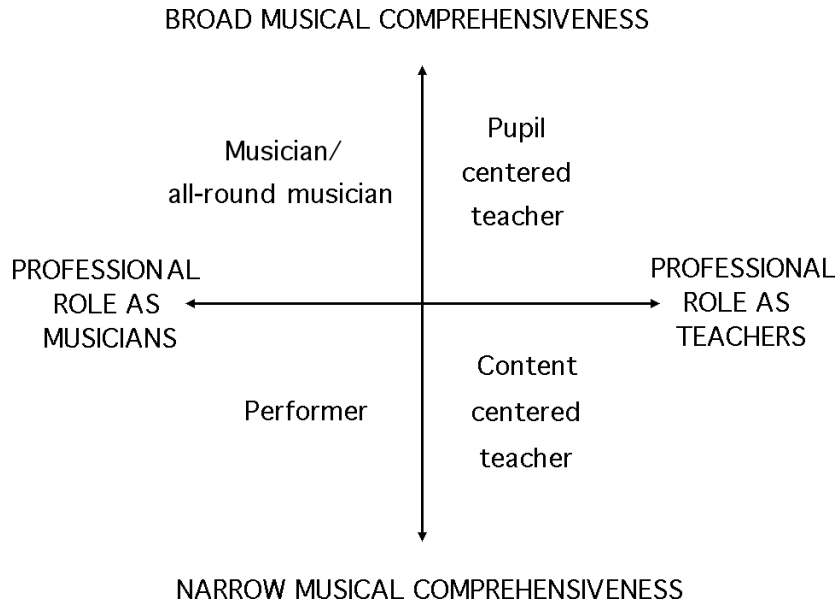 BROAD MUSICAL COMPREHENSIVENESS
Musician/
all-round musician
Pupil
centered
teacher
PROFESSIONAL
ROLE AS
MUSICIANS
PROFESSIONAL
ROLE AS
TEACHERS
Performer
Content
centered
teacher
NARROW MUSICAL COMPREHENSIVENESS